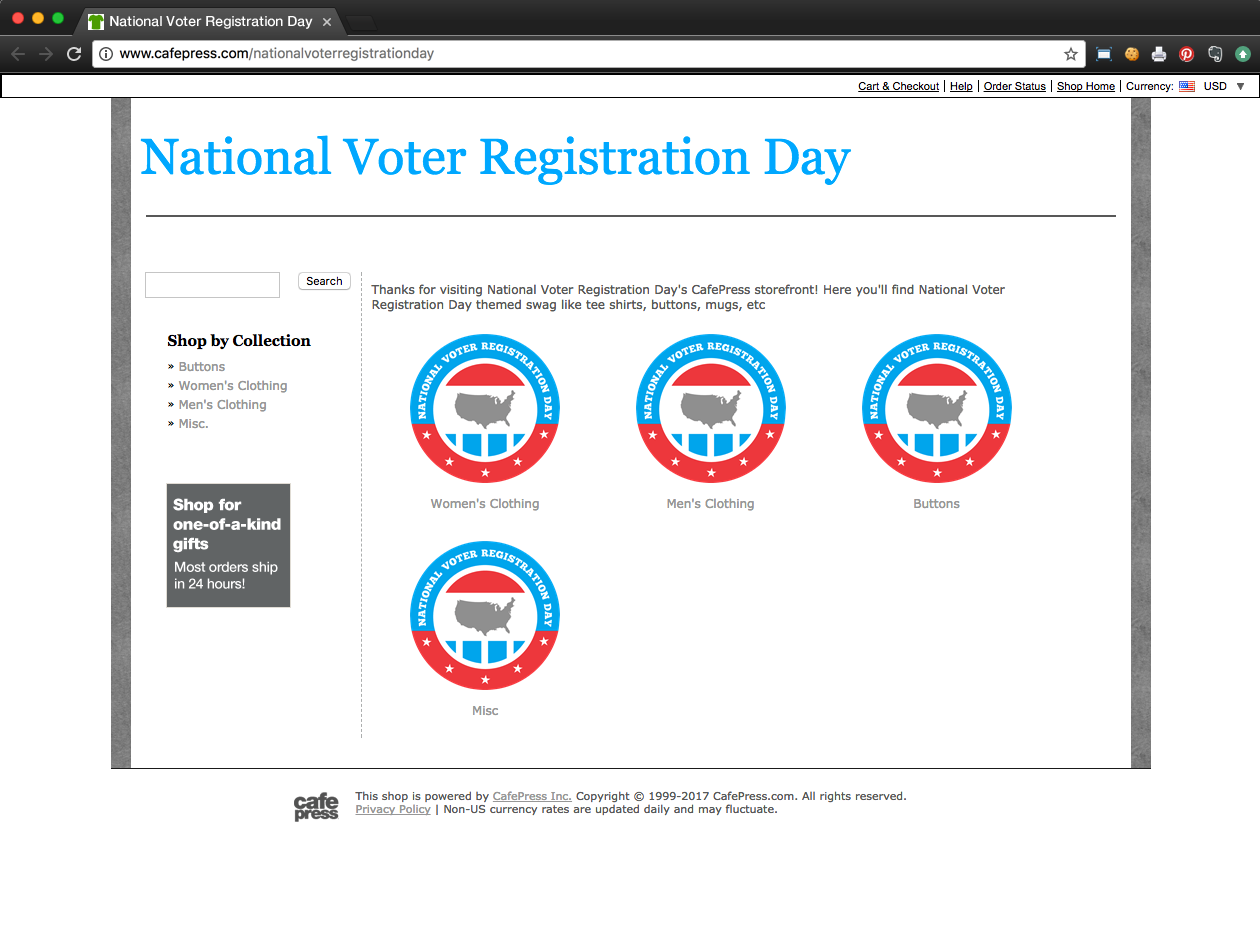 National Voter Registration Day
www.cafepress.com/nationalvoterregistrationday
Cart & Checkout | Help | Order Status | Shop Home | Currency: USD
National Voter Registration Day
Search
Shop by Collection
» Buttons
» Women's Clothing
» Men's Clothing
» Misc.
Shop for
one-of-a-kind
gifts
Most orders ship
in 24 hours!
Thanks for visiting National Voter Registration Day's CafePress storefront! Here you'll find National Voter
Registration Day themed swag like tee shirts, buttons, mugs, etc
NATIONAL VOTER REGISTRATION DAY
NATIONAL VOTER REGISTRATION DAY
NATIONAL VOTER REGISTRATION DAY
Women's Clothing
Men's Clothing
Buttons
NATIONAL VOTER REGISTRATION DAY
Misc
cafe
press
This shop is powered by CafePress Inc. Copyright © 1999-2017 CafePress.com. All rights reserved.
Privacy Policy | Non-US currency rates are updated daily and may fluctuate.